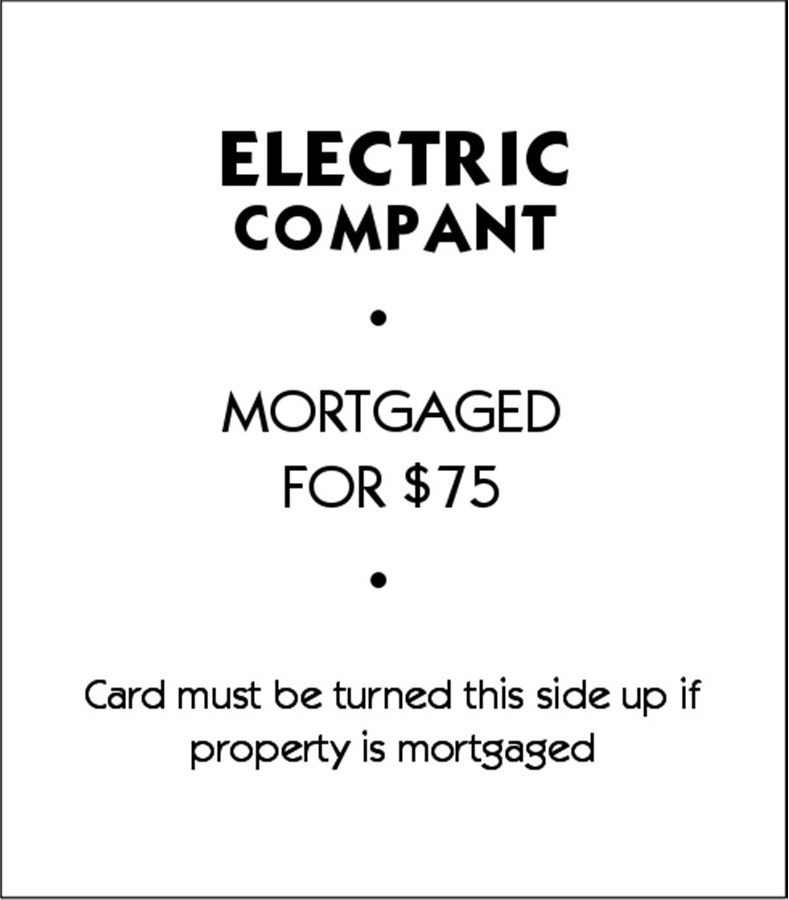 ELECTRIC
COMPANT
•
MORTGAGED
FOR $75
•
Card must be turned this side up if
property is mortgaged